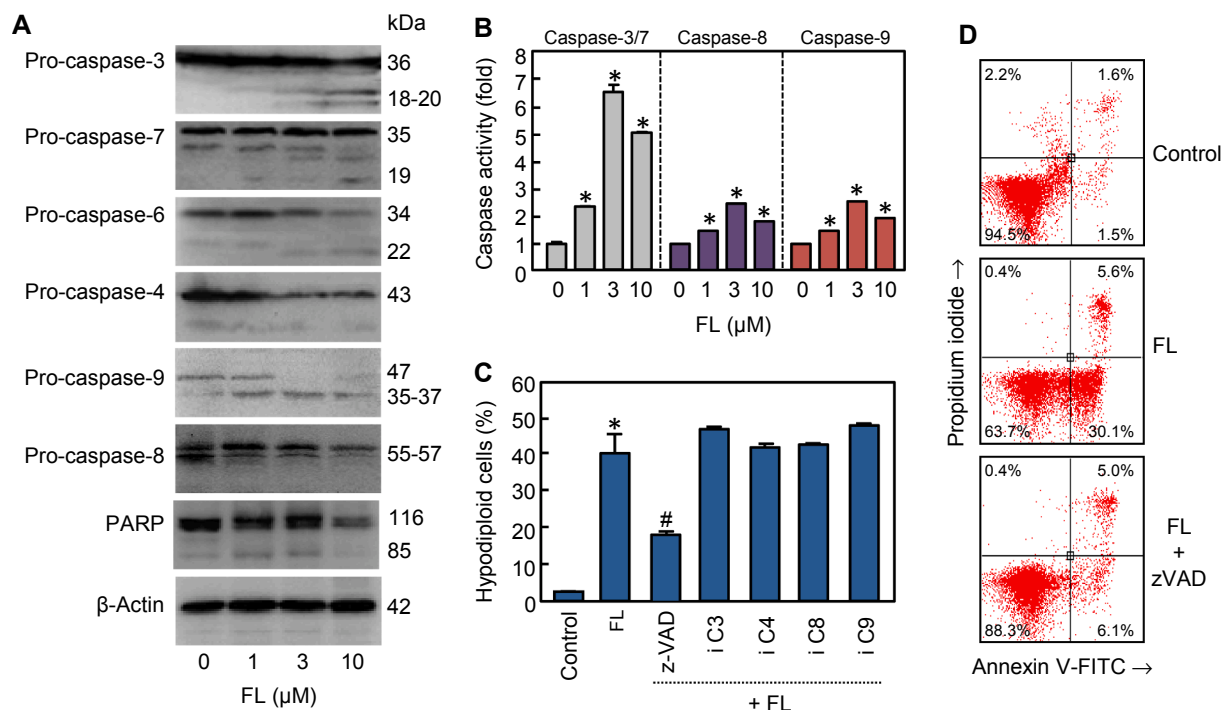 A
kDa
Pro-caspase-3
36
18-20
Pro-caspase-7
35
19
Pro-caspase-6
34
22
Pro-caspase-4
43
Pro-caspase-9
47
35-37
Pro-caspase-8
55-57
PARP
116
85
β-Actin
42
0 1 3 10
FL (µM)
B
Caspase-3/7 Caspase-8 Caspase-9
Caspase activity (fold)
8
7
6
5
4
3
2
1
0
* * *
* * *
* * *
0 1 3 10 0 1 3 10 0 1 3 10
FL (µM)
C
Hypodiploid cells (%)
60
50
40
30
20
10
0
*
#
Control
FL
z-VAD
i C3
i C4
i C8
i C9
+ FL
D
2.2% 1.6%
94.5% 1.5%
Control
0.4% 5.6%
63.7% 30.1%
FL
0.4% 5.0%
88.3% 6.1%
FL
+
zVAD
Propidium iodide →
Annexin V-FITC →